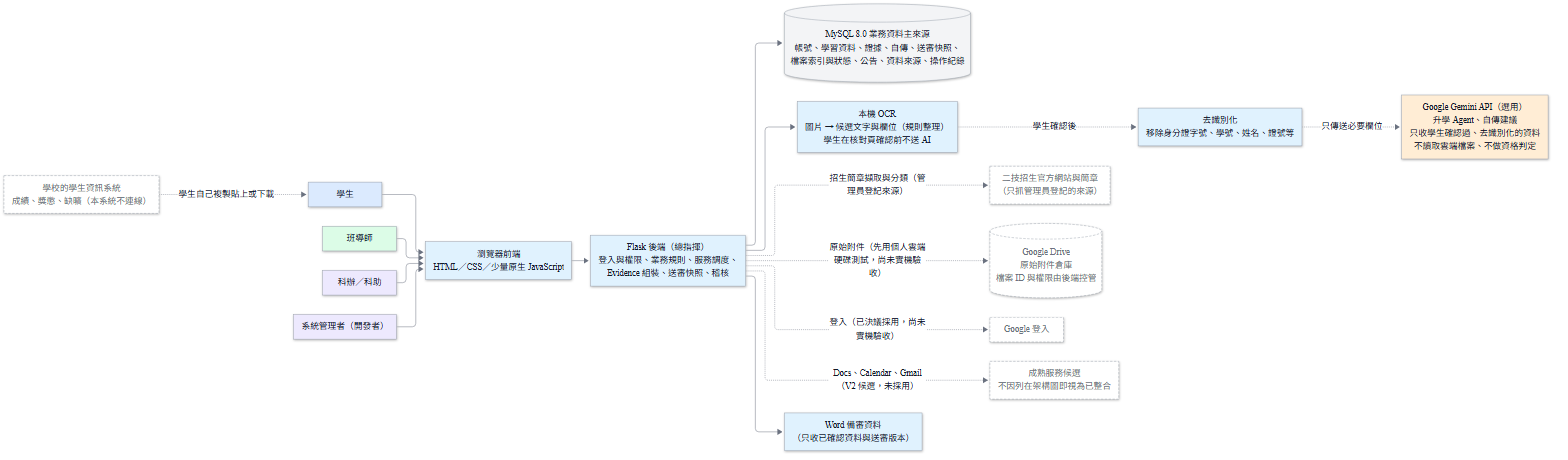 學校的學生資訊系統
成績、獎懲、缺曠（本系統不連線）
學生自己複製貼上或下載
學生
班導師
科辦／科助
系統管理者（開發者）
瀏覽器前端
HTML／CSS／少量原生 JavaScript
Flask 後端（總指揮）
登入與權限、業務規則、服務調度、
Evidence 組裝、送審快照、稽核
MySQL 8.0 業務資料主來源
帳號、學習資料、證據、自傳、送審快照、
檔案索引與狀態、公告、資料來源、操作紀錄
本機 OCR
圖片 → 候選文字與欄位（規則整理）
學生在核對頁確認前不送 AI
學生確認後
去識別化
移除身分證字號、學號、姓名、證號等
只傳送必要欄位
Google Gemini API（選用）
升學 Agent、自傳建議
只收學生確認過、去識別化的資料
不讀取雲端檔案、不做資格判定
招生簡章擷取與分類（管
理員登記來源）
二技招生官方網站與簡章
（只抓管理員登記的來源）
原始附件（先用個人雲端
硬碟測試，尚未實機驗
收）
Google Drive
原始附件倉庫
檔案 ID 與權限由後端控管
登入（已決議採用，尚未
實機驗收）
Google 登入
Docs、Calendar、Gmail
（V2 候選，未採用）
成熟服務候選
不因列在架構圖即視為已整合
Word 備審資料
（只收已確認資料與送審版本）